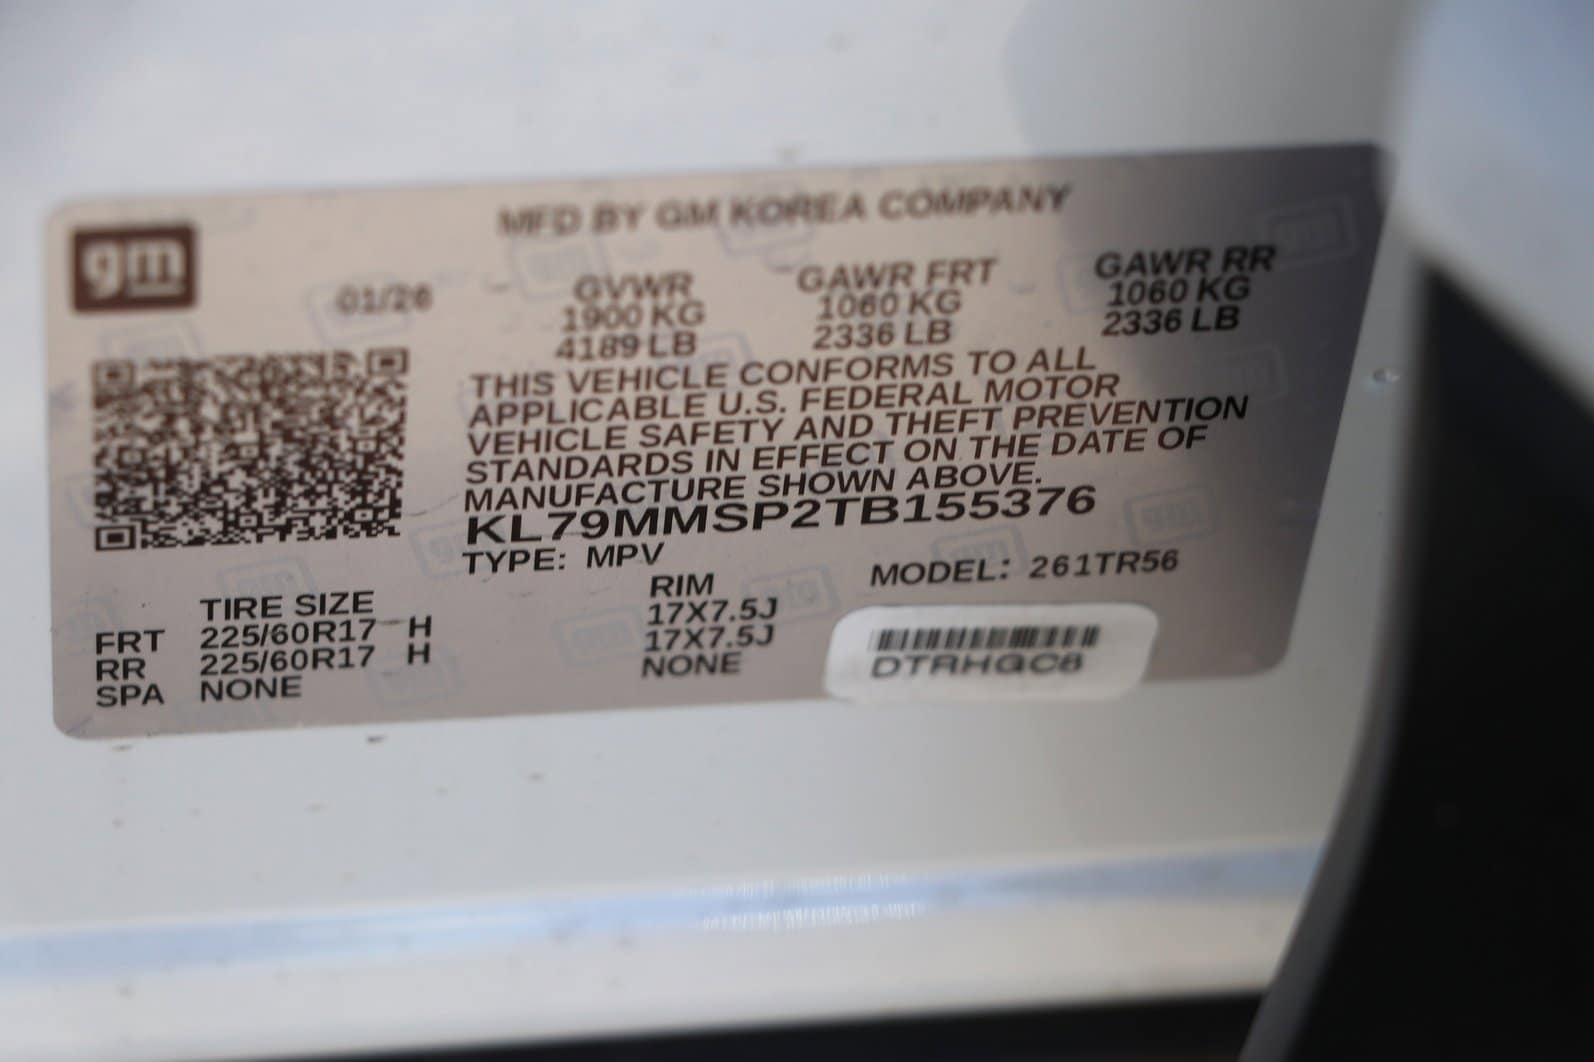 MFD BY GM KOREA COMPANY
gm
01/26
GVWR GAWR FRT GAWR RR
1900 KG 1060 KG 1060 KG
4189 LB 2336 LB 2336 LB
THIS VEHICLE CONFORMS TO ALL
APPLICABLE U.S. FEDERAL MOTOR
VEHICLE SAFETY AND THEFT PREVENTION
STANDARDS IN EFFECT ON THE DATE OF
MANUFACTURE SHOWN ABOVE.
KL79MMSP2TB155376
TYPE: MPV MODEL: 261TR56
TIRE SIZE RIM
FRT 225/60R17 H 17X7.5J
RR 225/60R17 H 17X7.5J
SPA NONE NONE
DTRHGC8